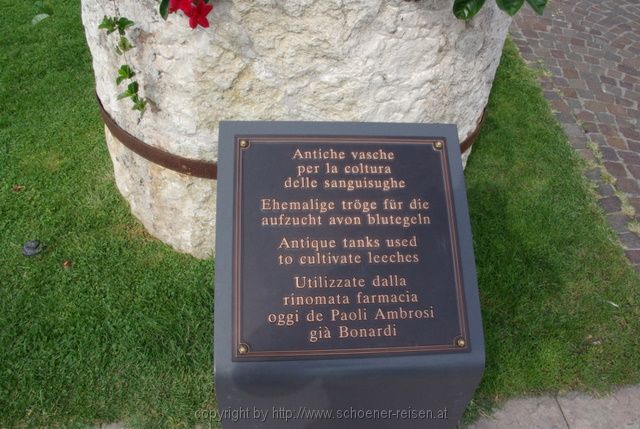 Antiche vasche
per la coltura
delle sanguisughe
Ehemalige tröge für die
aufzucht avon blutegeln
Antique tanks used
to cultivate leeches
Utilizzate dalla
rinomata farmacia
oggi de Paoli Ambrosi
già Bonardi
copyright by http://www.schoener-reisen.at